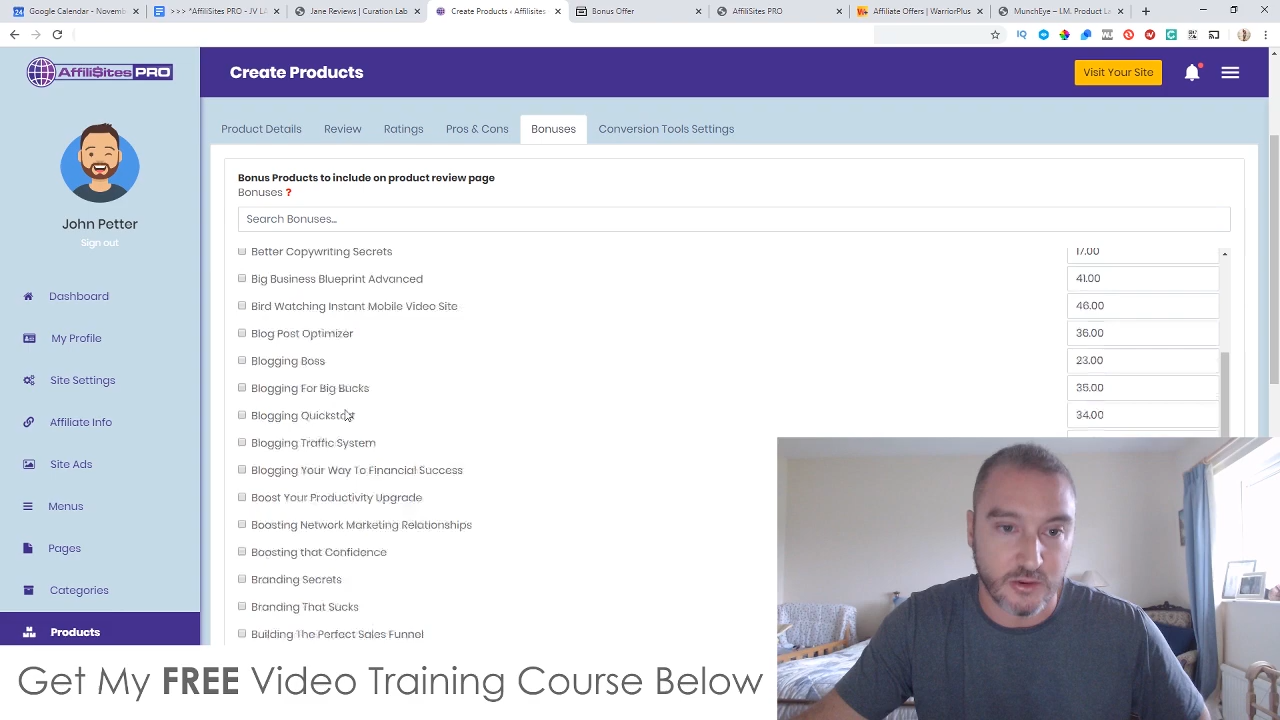 Google Calendar - Novemb
>>> *AffiliSites PRO - JV LA
Jane Reviews | Curation Lab
Create Products ‹ Affilisites
Bonus Offer
AffiliSites PRO
Affiliate Offers | WarriorPlus
MunchEye – I.M. Product L
AffiliSites PRO
Create Products
Visit Your Site
John Petter
Sign out
Dashboard
My Profile
Site Settings
Affiliate Info
Site Ads
Menus
Pages
Categories
Products
Product Details
Review
Ratings
Pros & Cons
Bonuses
Conversion Tools Settings
Bonus Products to include on product review page
Bonuses ?
Search Bonuses...
Better Copywriting Secrets 17.00
Big Business Blueprint Advanced 41.00
Bird Watching Instant Mobile Video Site 46.00
Blog Post Optimizer 36.00
Blogging Boss 23.00
Blogging For Big Bucks 35.00
Blogging Quickstart 34.00
Blogging Traffic System
Blogging Your Way To Financial Success
Boost Your Productivity Upgrade
Boosting Network Marketing Relationships
Boosting that Confidence
Branding Secrets
Branding That Sucks
Building The Perfect Sales Funnel
Get My FREE Video Training Course Below